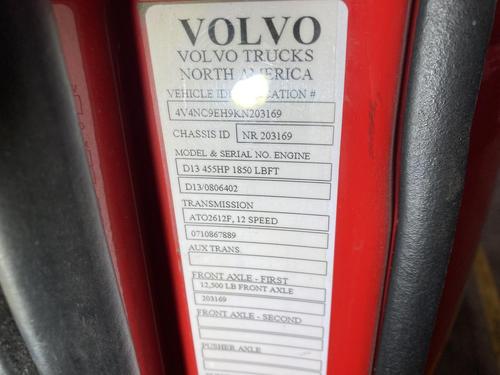 VOLVO
VOLVO TRUCKS
NORTH AMERICA
VEHICLE IDENTIFICATION #
4V4NC9EH9KN203169
CHASSIS ID NR 203169
MODEL & SERIAL NO. ENGINE
D13 455HP 1850 LBFT
D13/0806402
TRANSMISSION
ATO2612F, 12 SPEED
0710867889
AUX TRANS.
FRONT AXLE - FIRST
12,500 LB FRONT AXLE
203169
FRONT AXLE - SECOND
PUSHER AXLE